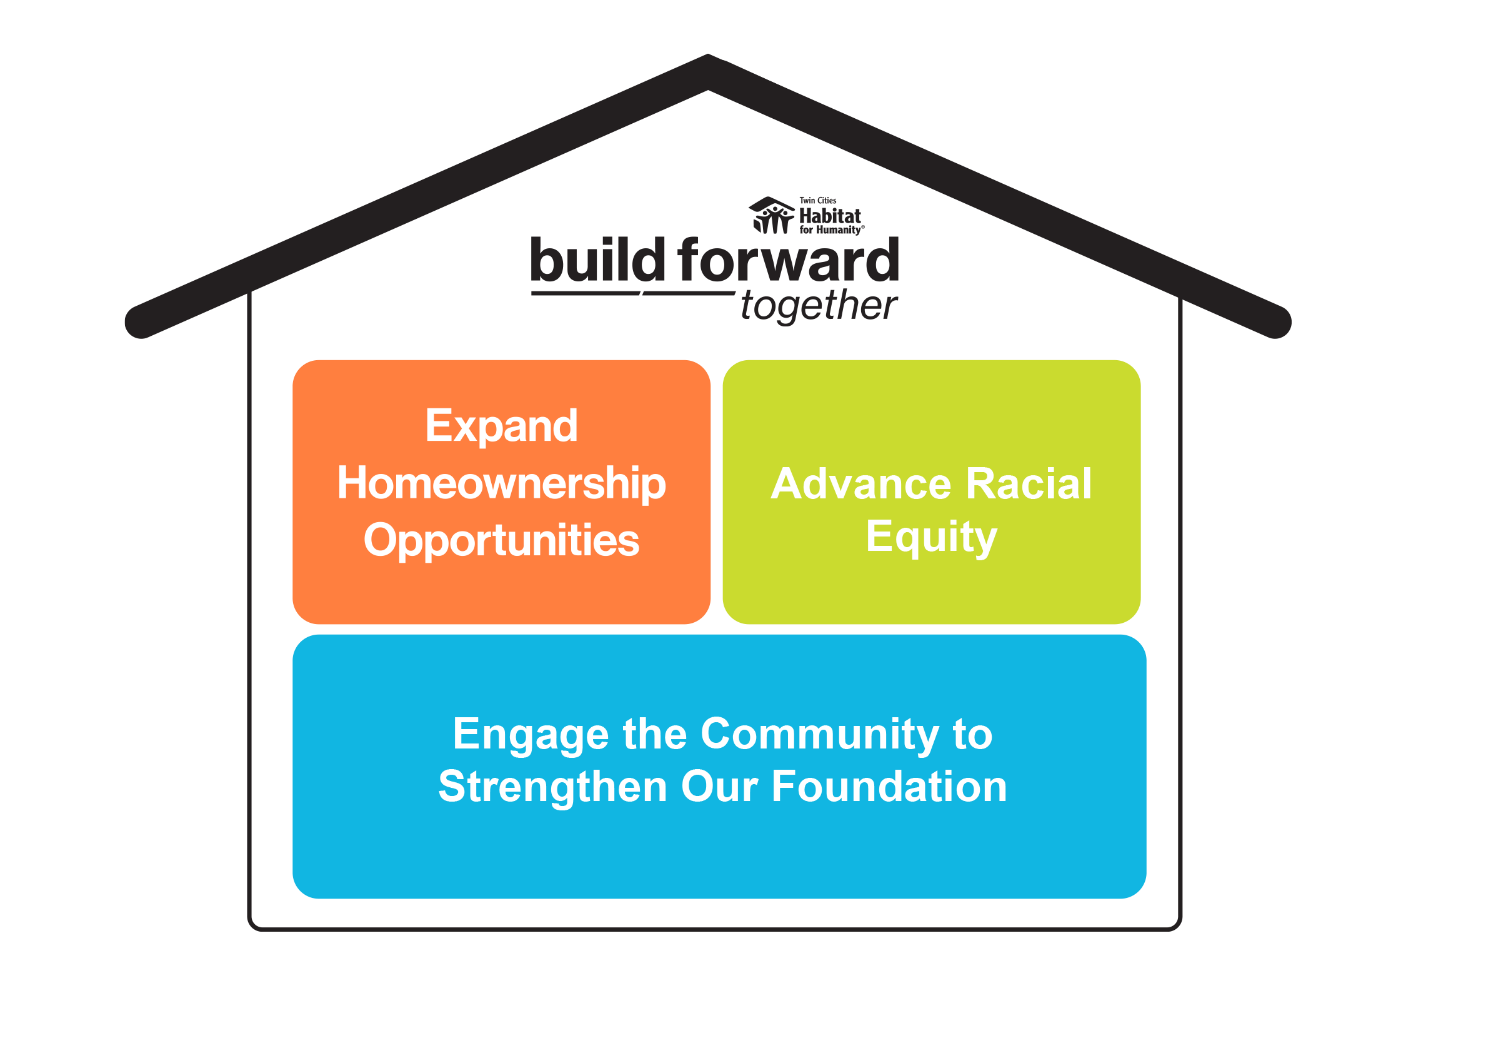 Twin Cities
Habitat
for Humanity®
build forward
together
Expand
Homeownership
Opportunities
Advance Racial
Equity
Engage the Community to
Strengthen Our Foundation